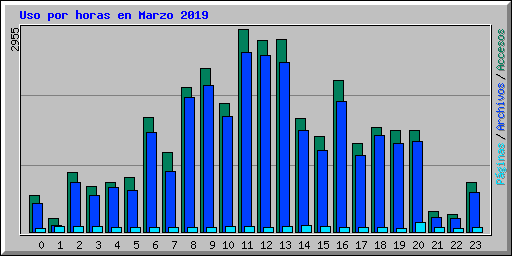 Uso por horas en Marzo 2019
2955
Páginas / Archivos / Accesos
0 1 2 3 4 5 6 7 8 9 10 11 12 13 14 15 16 17 18 19 20 21 22 23